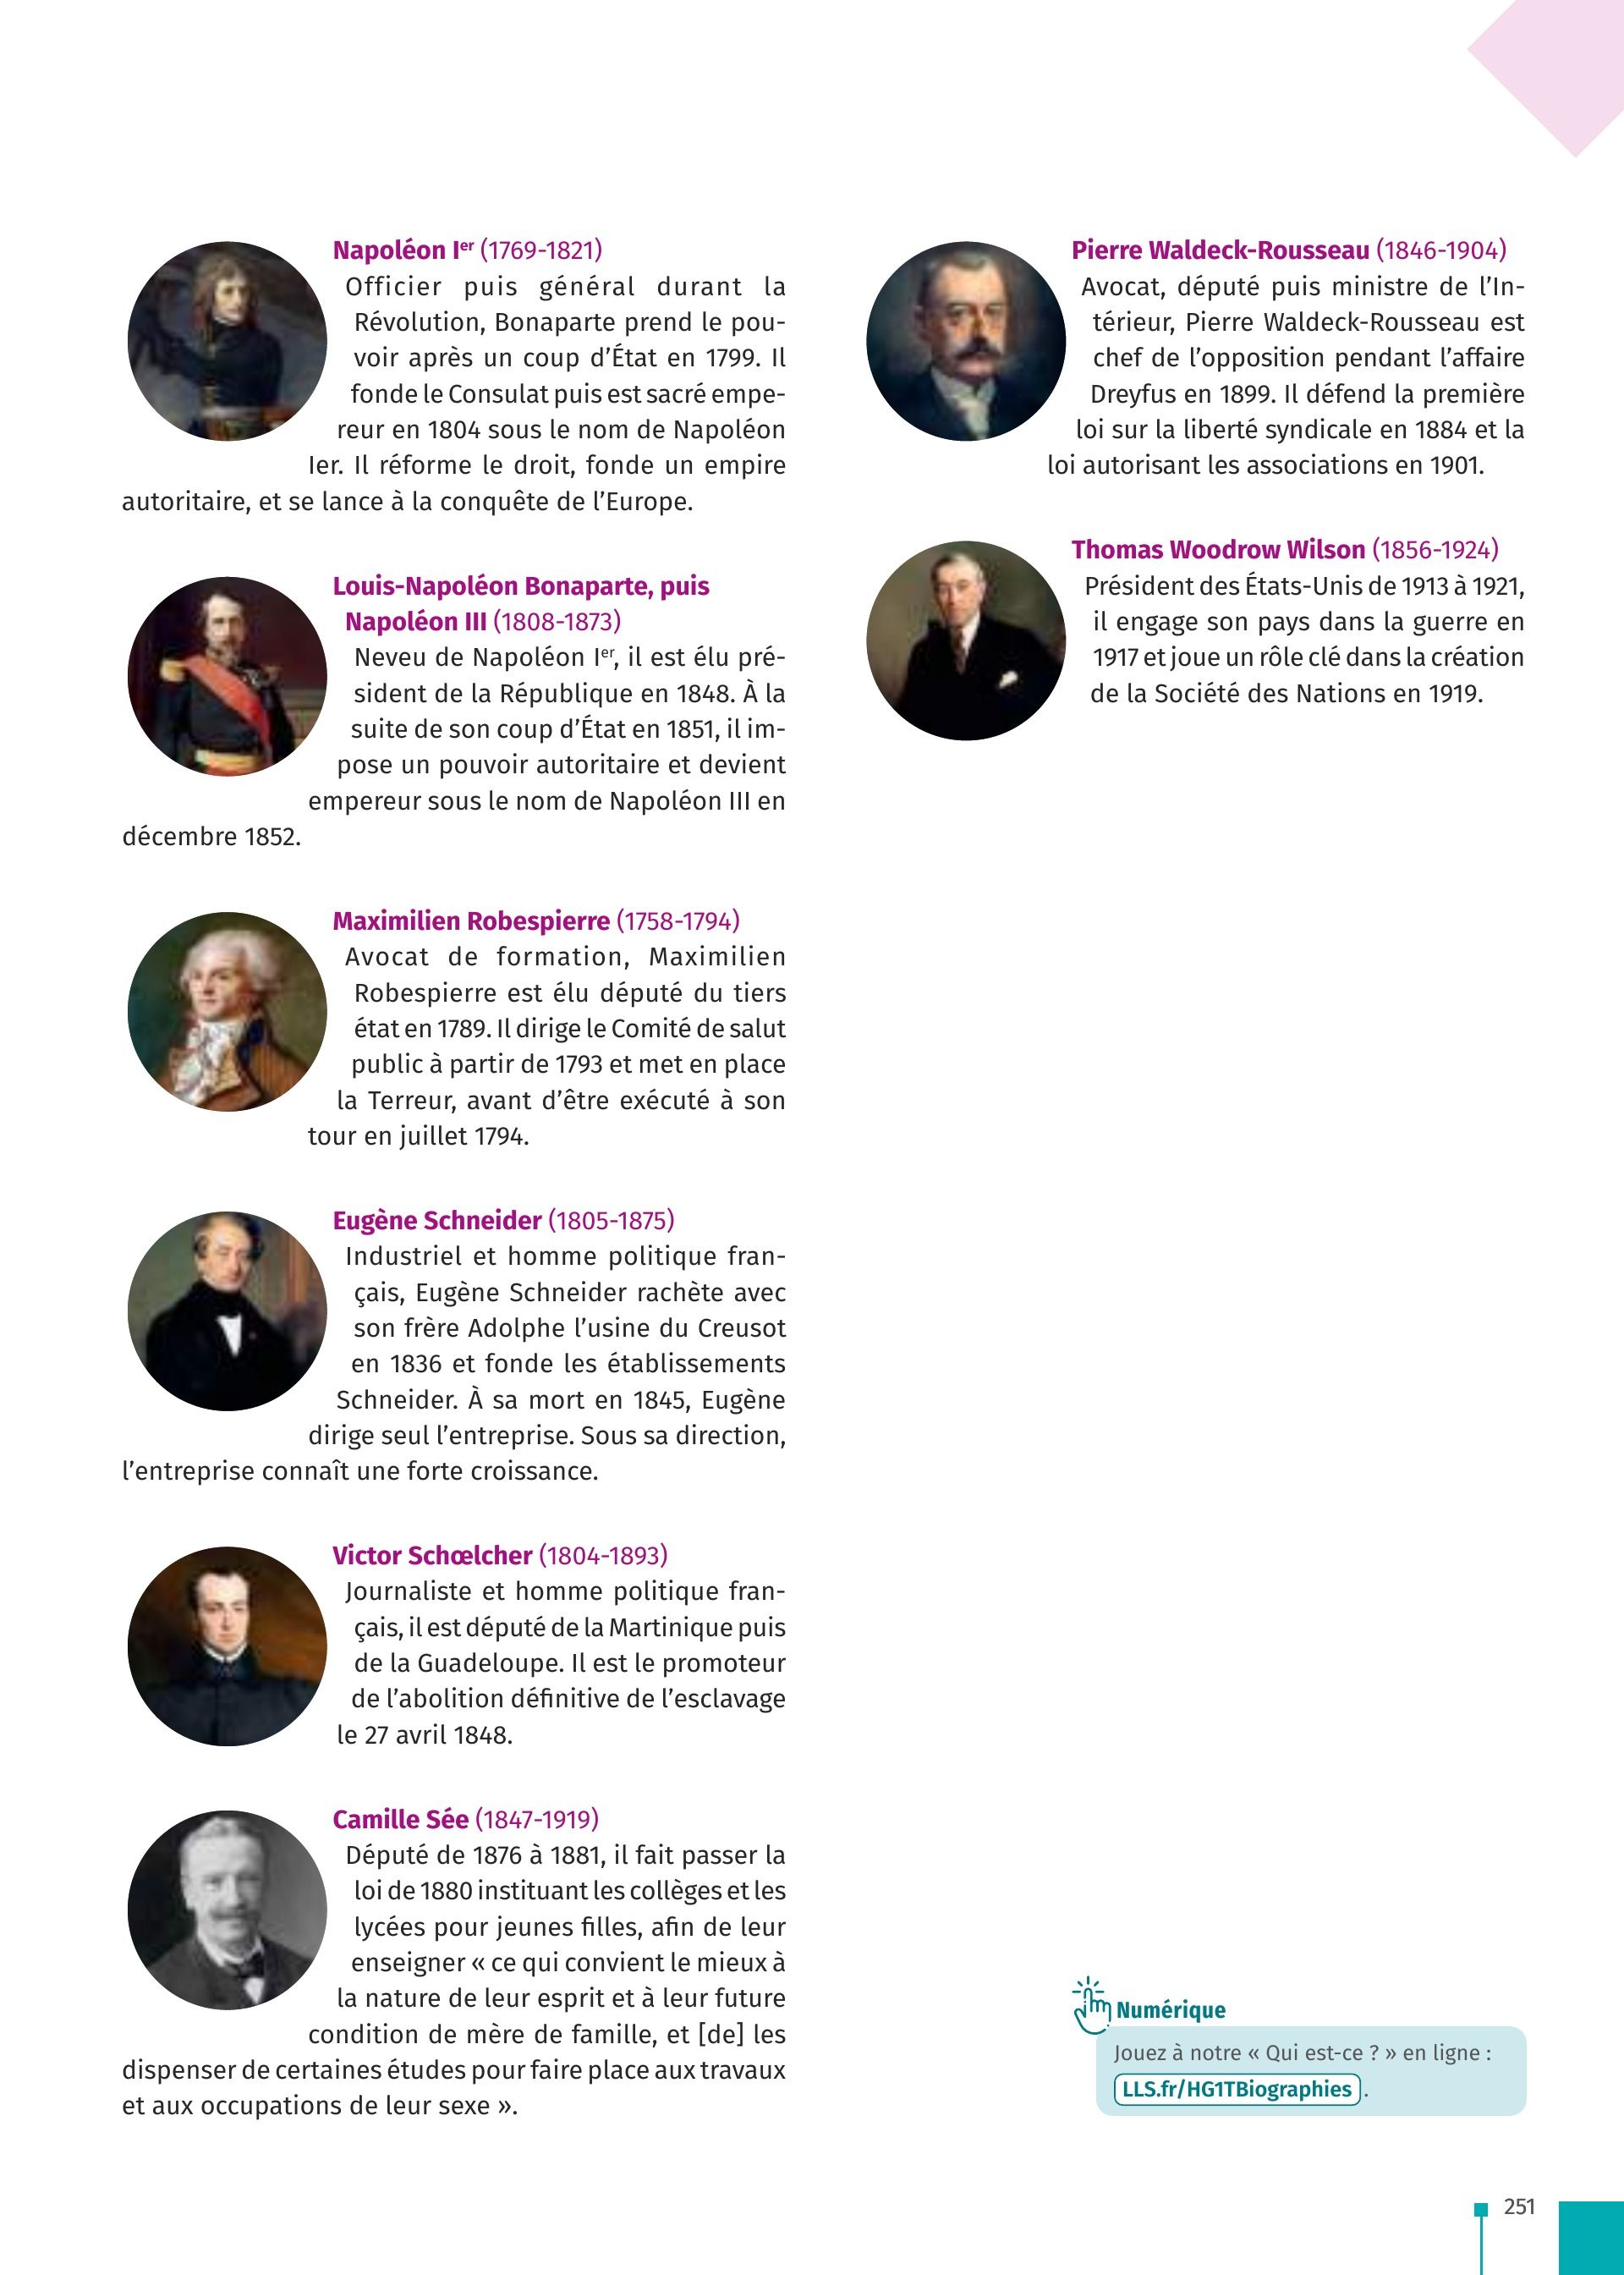 Napoléon Ier (1769-1821)
Officier puis général durant la
Révolution, Bonaparte prend le pou-
voir après un coup d’État en 1799. Il
fonde le Consulat puis est sacré empe-
reur en 1804 sous le nom de Napoléon
Ier. Il réforme le droit, fonde un empire
autoritaire, et se lance à la conquête de l’Europe.
Louis-Napoléon Bonaparte, puis
Napoléon III (1808-1873)
Neveu de Napoléon Ier, il est élu pré-
sident de la République en 1848. À la
suite de son coup d’État en 1851, il im-
pose un pouvoir autoritaire et devient
empereur sous le nom de Napoléon III en
décembre 1852.
Maximilien Robespierre (1758-1794)
Avocat de formation, Maximilien
Robespierre est élu député du tiers
état en 1789. Il dirige le Comité de salut
public à partir de 1793 et met en place
la Terreur, avant d’être exécuté à son
tour en juillet 1794.
Eugène Schneider (1805-1875)
Industriel et homme politique fran-
çais, Eugène Schneider rachète avec
son frère Adolphe l’usine du Creusot
en 1836 et fonde les établissements
Schneider. À sa mort en 1845, Eugène
dirige seul l’entreprise. Sous sa direction,
l’entreprise connaît une forte croissance.
Victor Schœlcher (1804-1893)
Journaliste et homme politique fran-
çais, il est député de la Martinique puis
de la Guadeloupe. Il est le promoteur
de l’abolition définitive de l’esclavage
le 27 avril 1848.
Camille Sée (1847-1919)
Député de 1876 à 1881, il fait passer la
loi de 1880 instituant les collèges et les
lycées pour jeunes filles, afin de leur
enseigner « ce qui convient le mieux à
la nature de leur esprit et à leur future
condition de mère de famille, et [de] les
dispenser de certaines études pour faire place aux travaux
et aux occupations de leur sexe ».
Pierre Waldeck-Rousseau (1846-1904)
Avocat, député puis ministre de l’In-
térieur, Pierre Waldeck-Rousseau est
chef de l’opposition pendant l’affaire
Dreyfus en 1899. Il défend la première
loi sur la liberté syndicale en 1884 et la
loi autorisant les associations en 1901.
Thomas Woodrow Wilson (1856-1924)
Président des États-Unis de 1913 à 1921,
il engage son pays dans la guerre en
1917 et joue un rôle clé dans la création
de la Société des Nations en 1919.
Numérique
Jouez à notre « Qui est-ce ? » en ligne :
LLS.fr/HG1TBiographies .
251